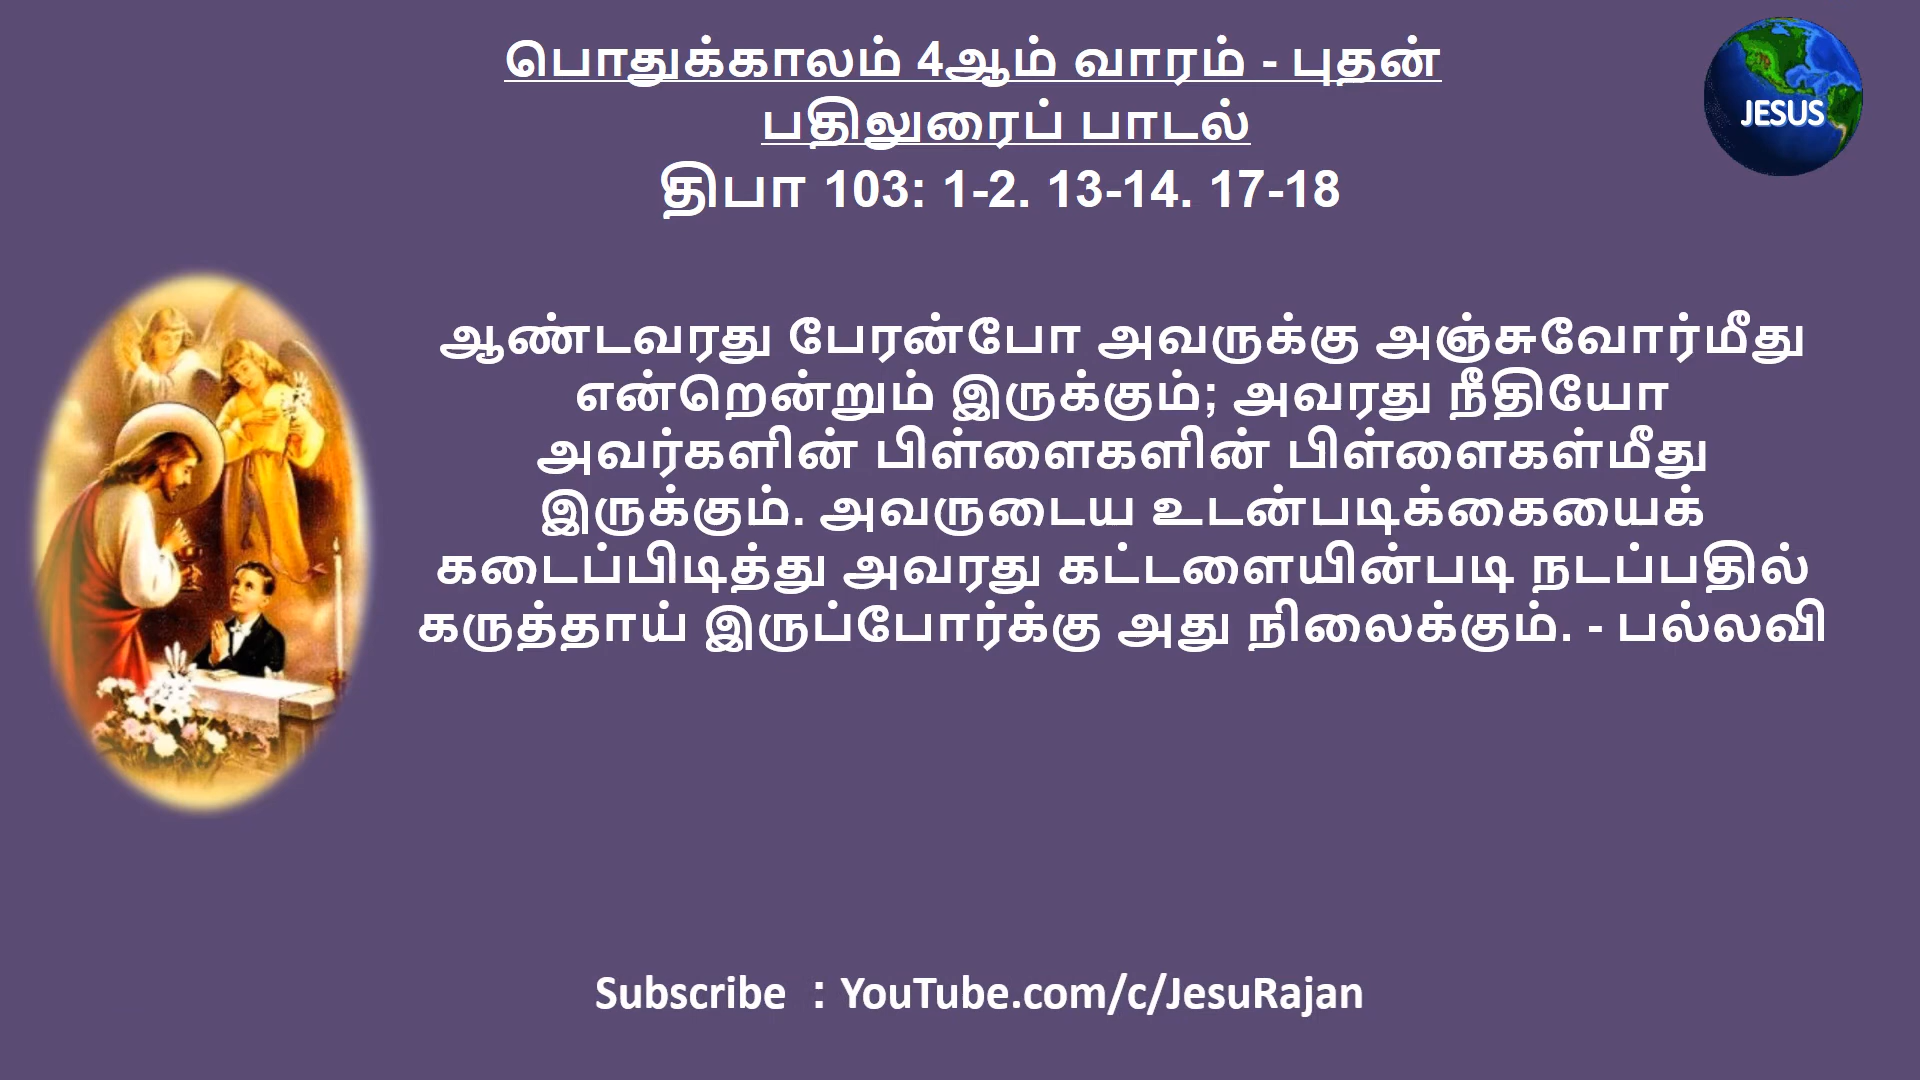 பொதுக்காலம் 4ஆம் வாரம் - புதன்
பதிலுரைப் பாடல்
திபா 103: 1-2. 13-14. 17-18
JESUS
ஆண்டவரது பேரன்போ அவருக்கு அஞ்சுவோர்மீது
என்றென்றும் இருக்கும்; அவரது நீதியோ
அவர்களின் பிள்ளைகளின் பிள்ளைகள்மீது
இருக்கும். அவருடைய உடன்படிக்கையைக்
கடைப்பிடித்து அவரது கட்டளையின்படி நடப்பதில்
கருத்தாய் இருப்போர்க்கு அது நிலைக்கும். - பல்லவி
Subscribe : YouTube.com/c/JesuRajan